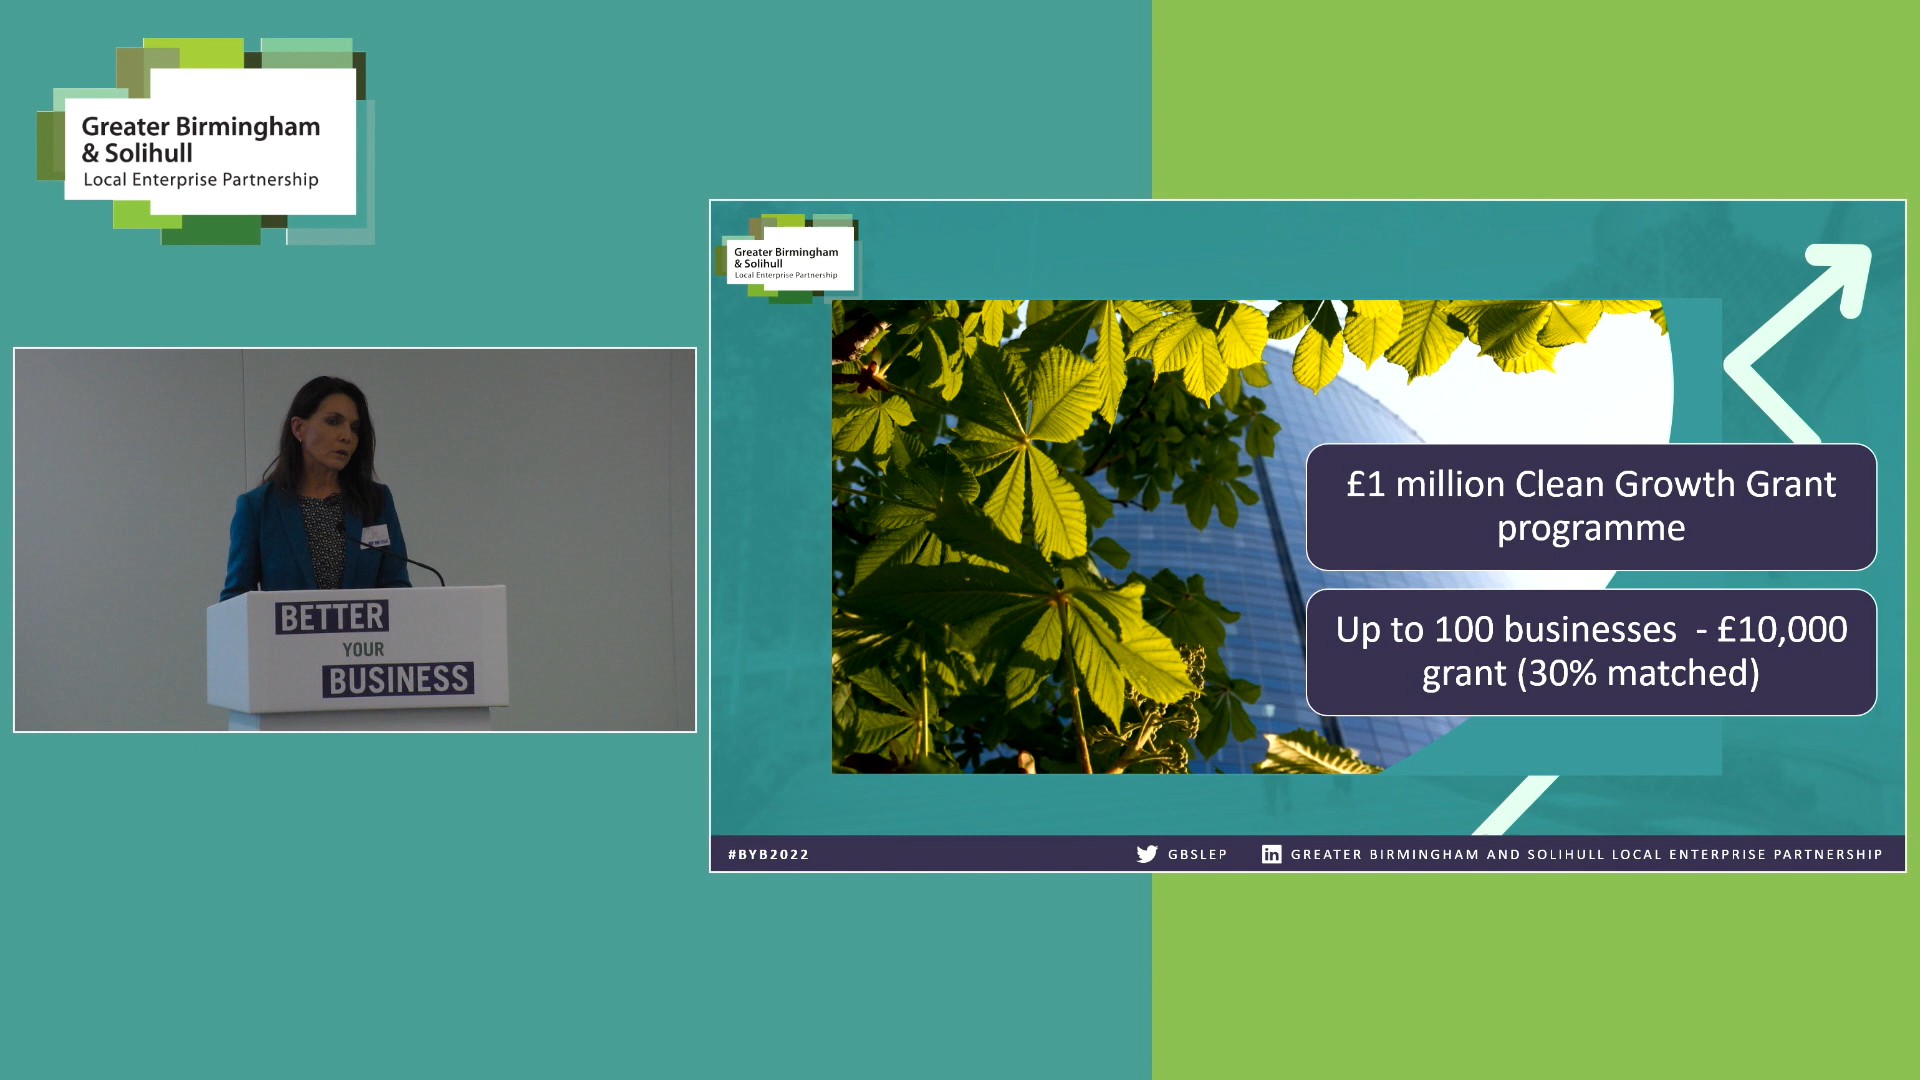 Greater Birmingham
& Solihull
Local Enterprise Partnership
BETTER
YOUR
BUSINESS
Greater Birmingham
& Solihull
Local Enterprise Partnership
£1 million Clean Growth Grant
programme
Up to 100 businesses - £10,000
grant (30% matched)
#BYB2022
GBSLEP
in
GREATER BIRMINGHAM AND SOLIHULL LOCAL ENTERPRISE PARTNERSHIP